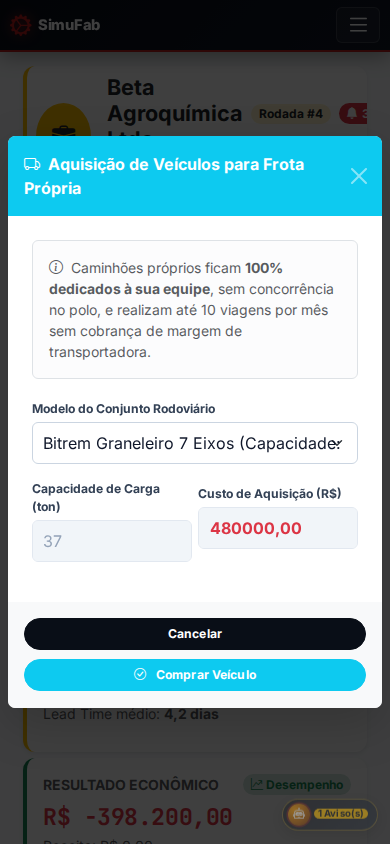 SimuFab
Beta
Agroquímica
Ltda
Rodada #4
Aquisição de Veículos para Frota
Própria
Caminhões próprios ficam 100%
dedicados à sua equipe, sem concorrência
no polo, e realizam até 10 viagens por mês
sem cobrança de margem de
transportadora.
Modelo do Conjunto Rodoviário
Bitrem Graneleiro 7 Eixos (Capacidade:
Capacidade de Carga
(ton)
Custo de Aquisição (R$)
37
480000,00
Cancelar
Comprar Veículo
Lead Time médio: 4,2 dias
RESULTADO ECONÔMICO
Desempenho
R$ -398.200,00
1 Aviso(s)